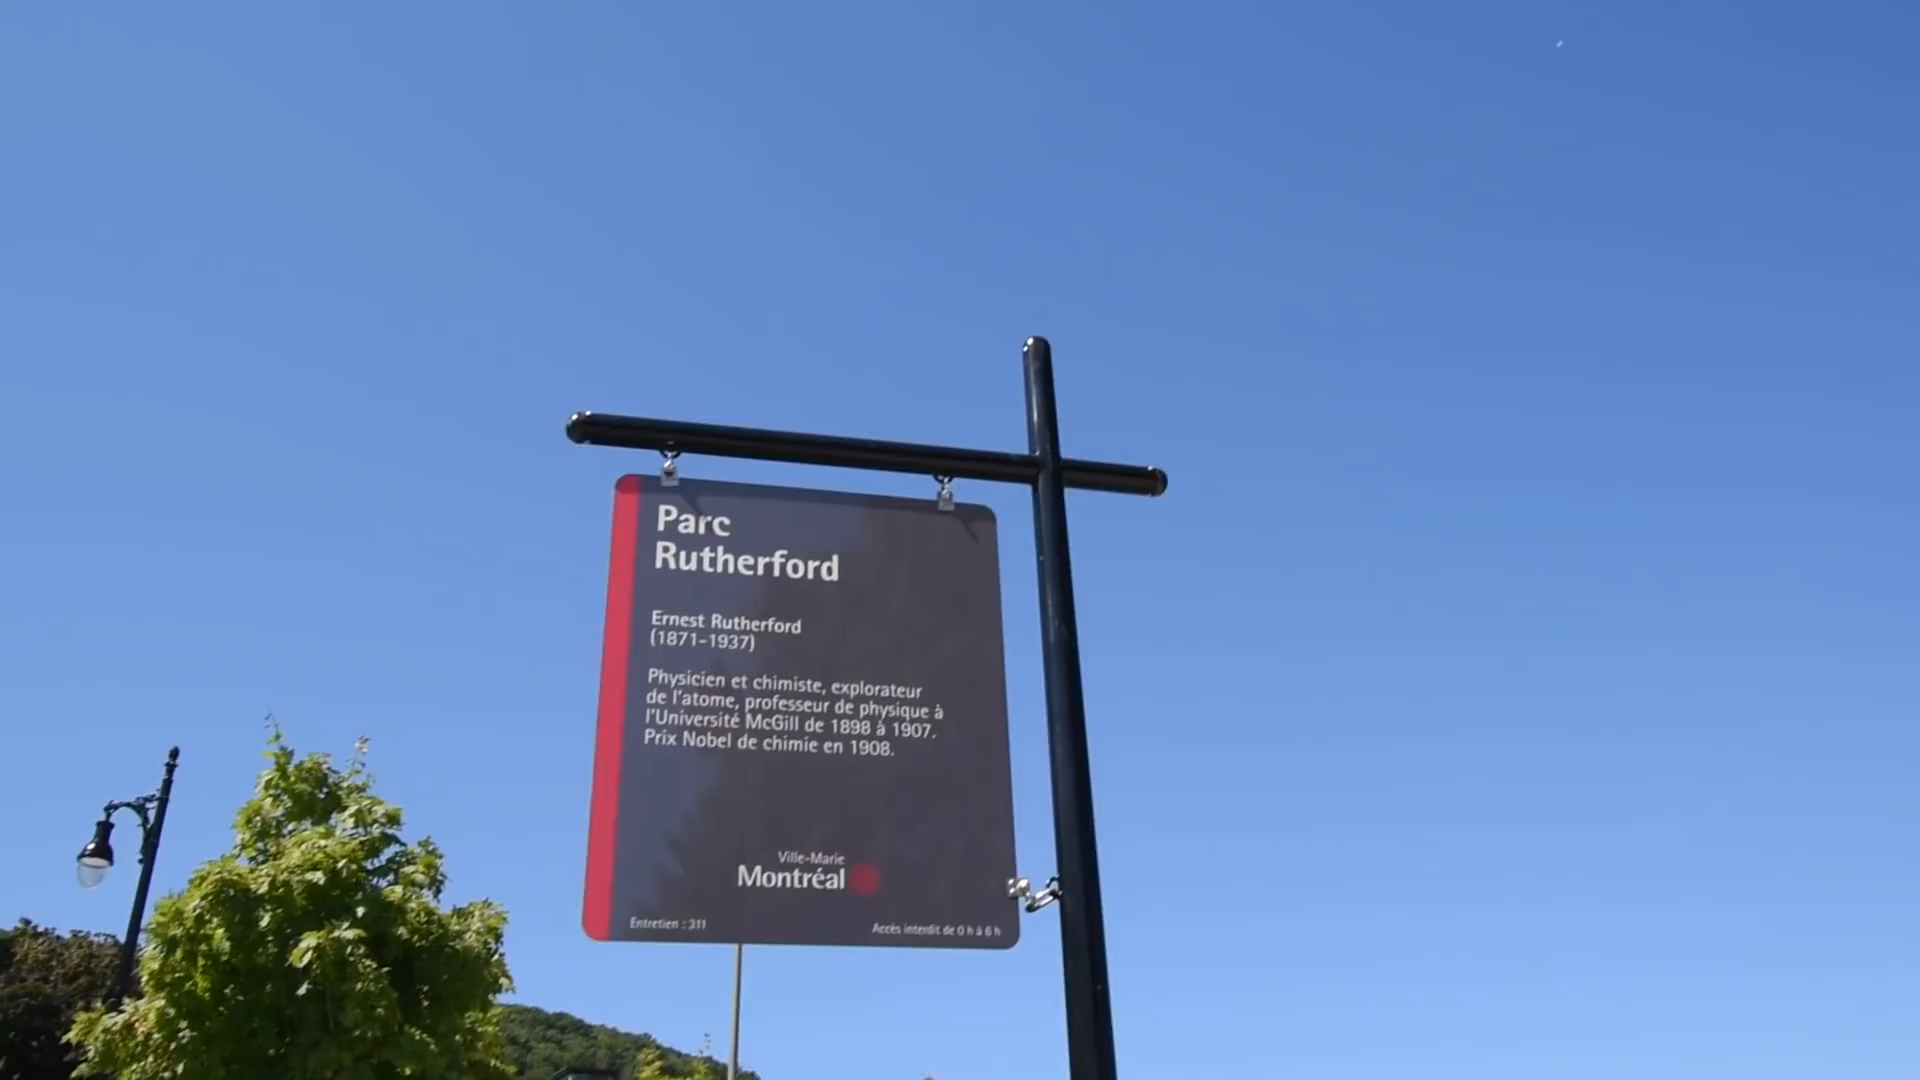 Parc
Rutherford
Ernest Rutherford
(1871-1937)
Physicien et chimiste, explorateur
de l'atome, professeur de physique à
l'Université McGill de 1898 à 1907.
Prix Nobel de chimie en 1908.
Ville-Marie
Montréal
Entretien : 311
Accès interdit de 0 h à 6 h